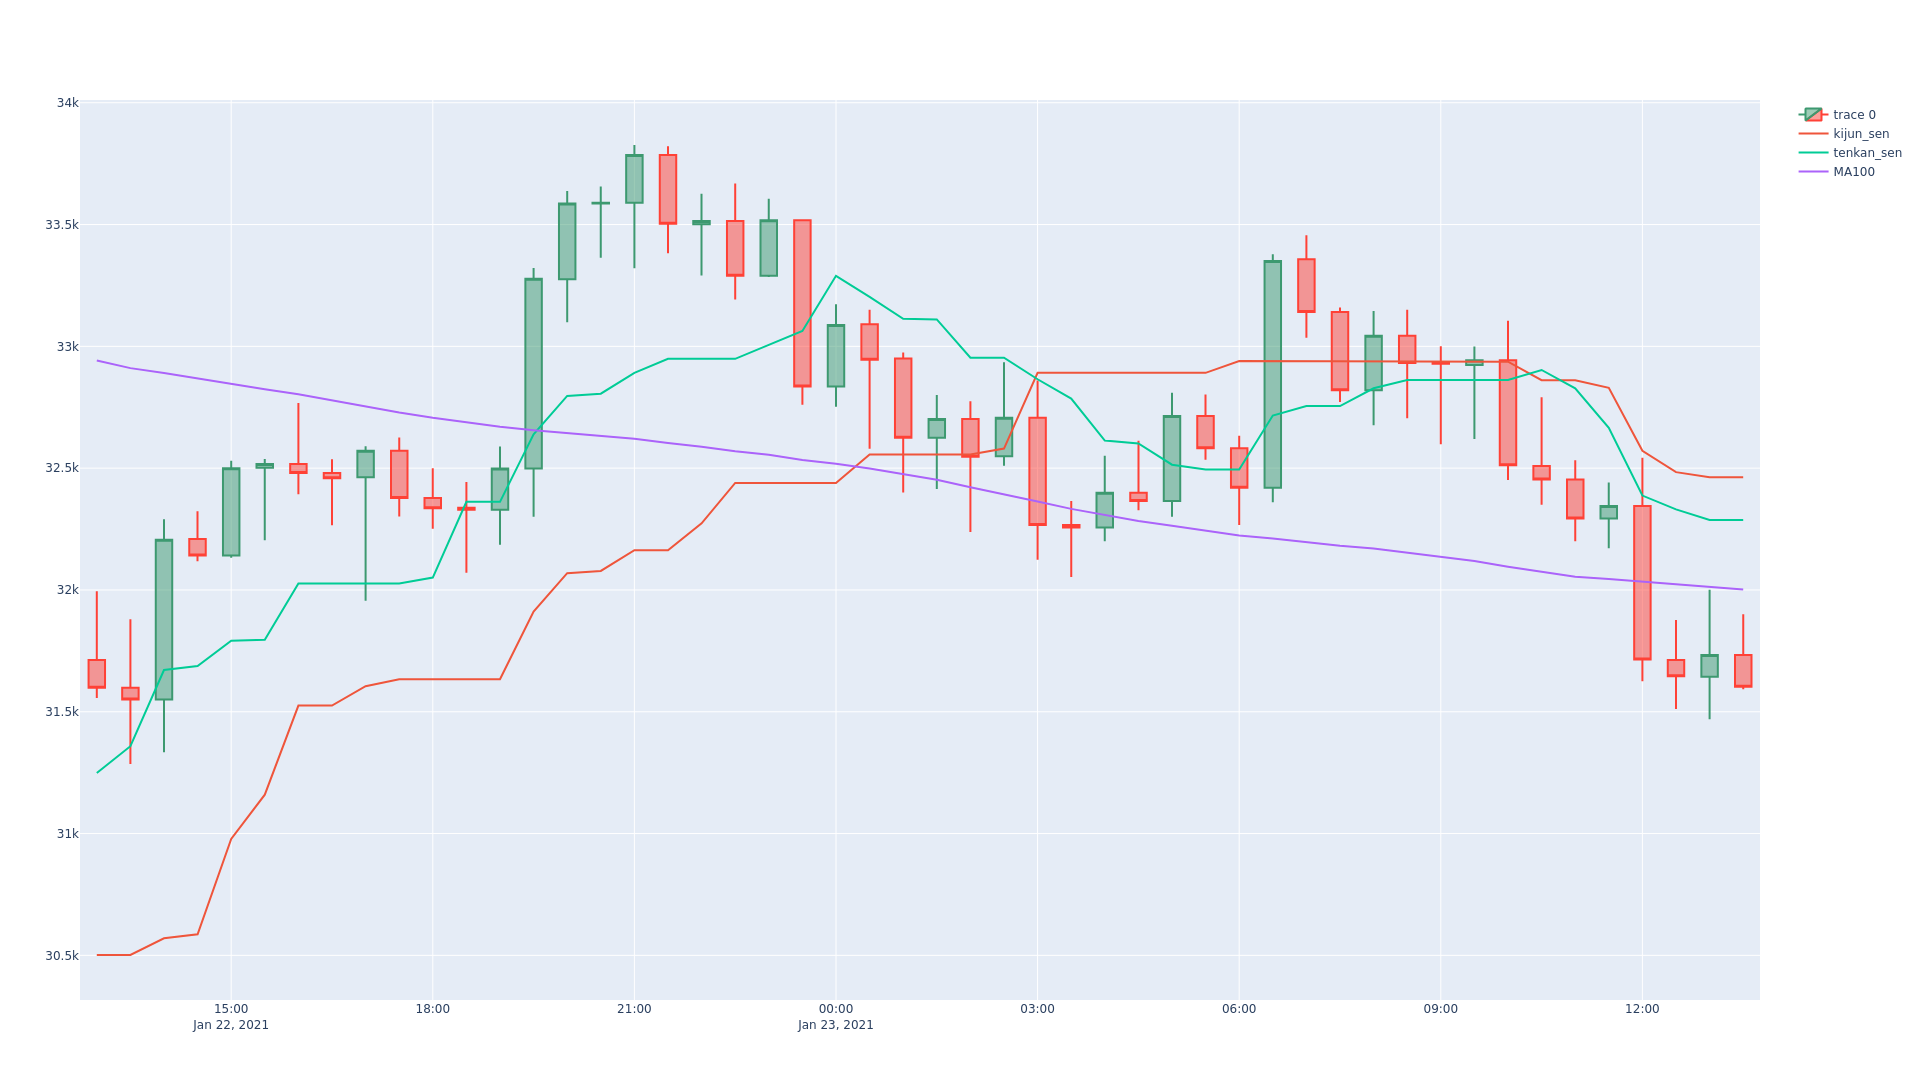 34k
33.5k
33k
32.5k
32k
31.5k
31k
30.5k
15:00 18:00 21:00 00:00 03:00 06:00 09:00 12:00
Jan 22, 2021 Jan 23, 2021
trace 0
kijun_sen
tenkan_sen
MA100